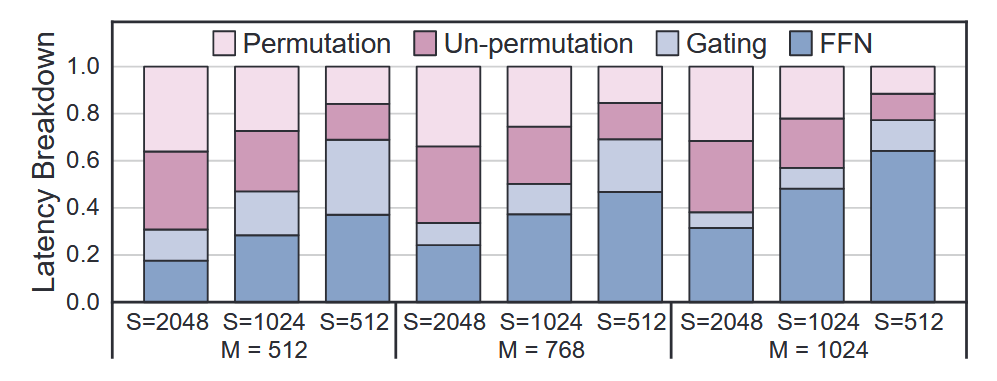 Permutation Un-permutation Gating FFN
Latency Breakdown
1.0
0.8
0.6
0.4
0.2
0.0
S=2048 S=1024 S=512 S=2048 S=1024 S=512 S=2048 S=1024 S=512
M = 512 M = 768 M = 1024